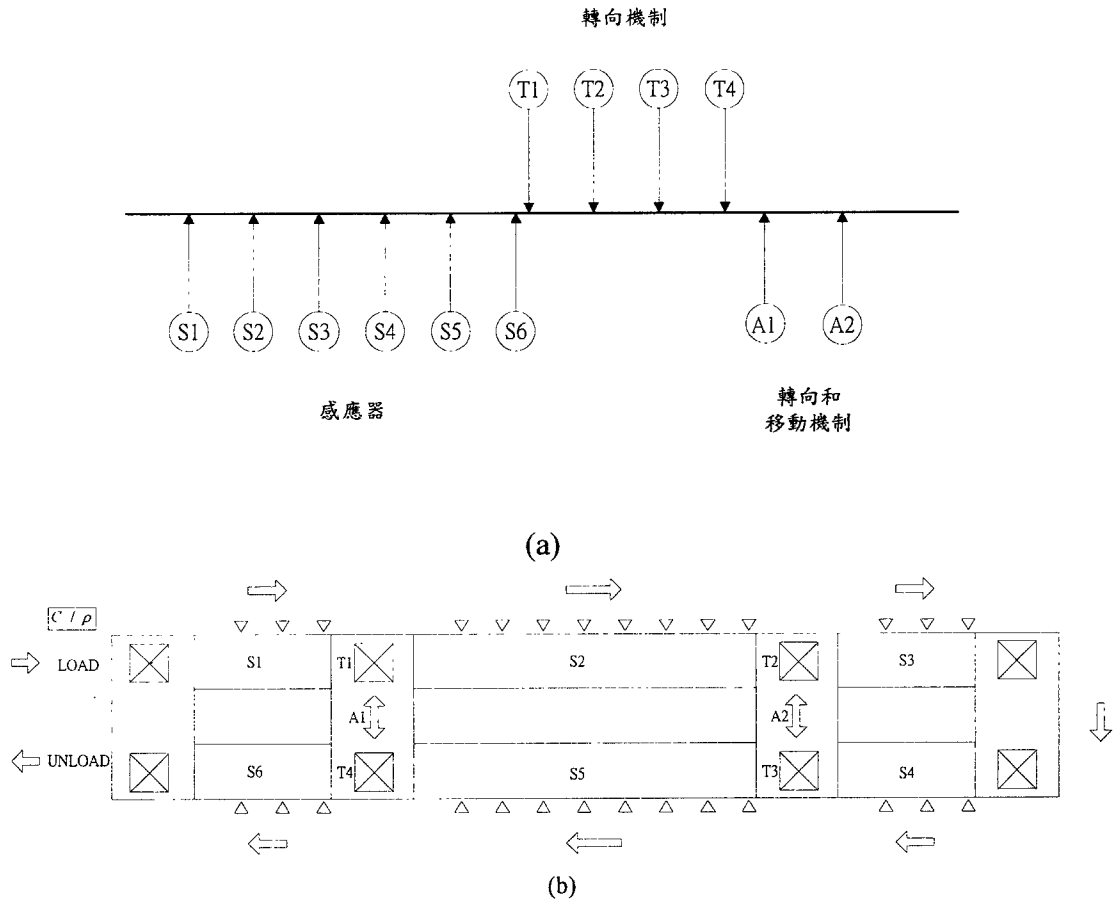 轉向機制
T1 T2 T3 T4
S1 S2 S3 S4 S5 S6 A1 A2
感應器
轉向和
移動機制
(a)
C / ρ
LOAD S1 T1 S2 T2 S3
A1 A2
UNLOAD S6 T4 S5 T3 S4
(b)